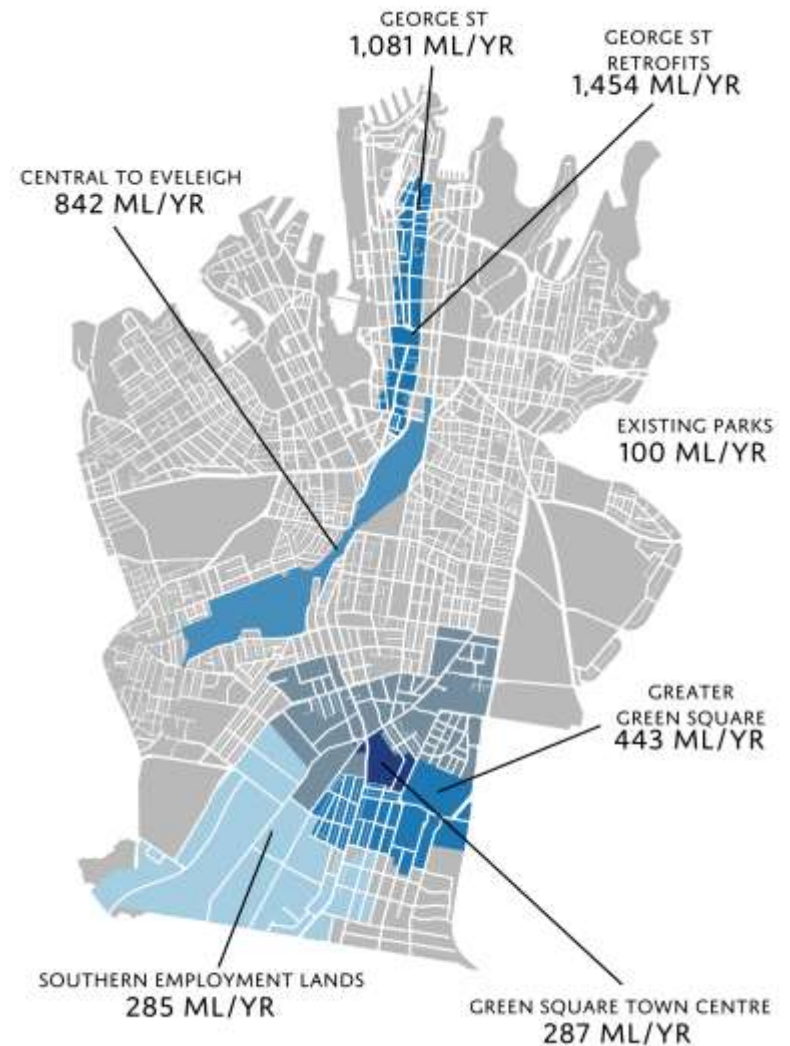 GEORGE ST
1,081 ML/YR
GEORGE ST
RETROFITS
1,454 ML/YR
CENTRAL TO EVELEIGH
842 ML/YR
EXISTING PARKS
100 ML/YR
GREATER
GREEN SQUARE
443 ML/YR
SOUTHERN EMPLOYMENT LANDS
285 ML/YR
GREEN SQUARE TOWN CENTRE
287 ML/YR